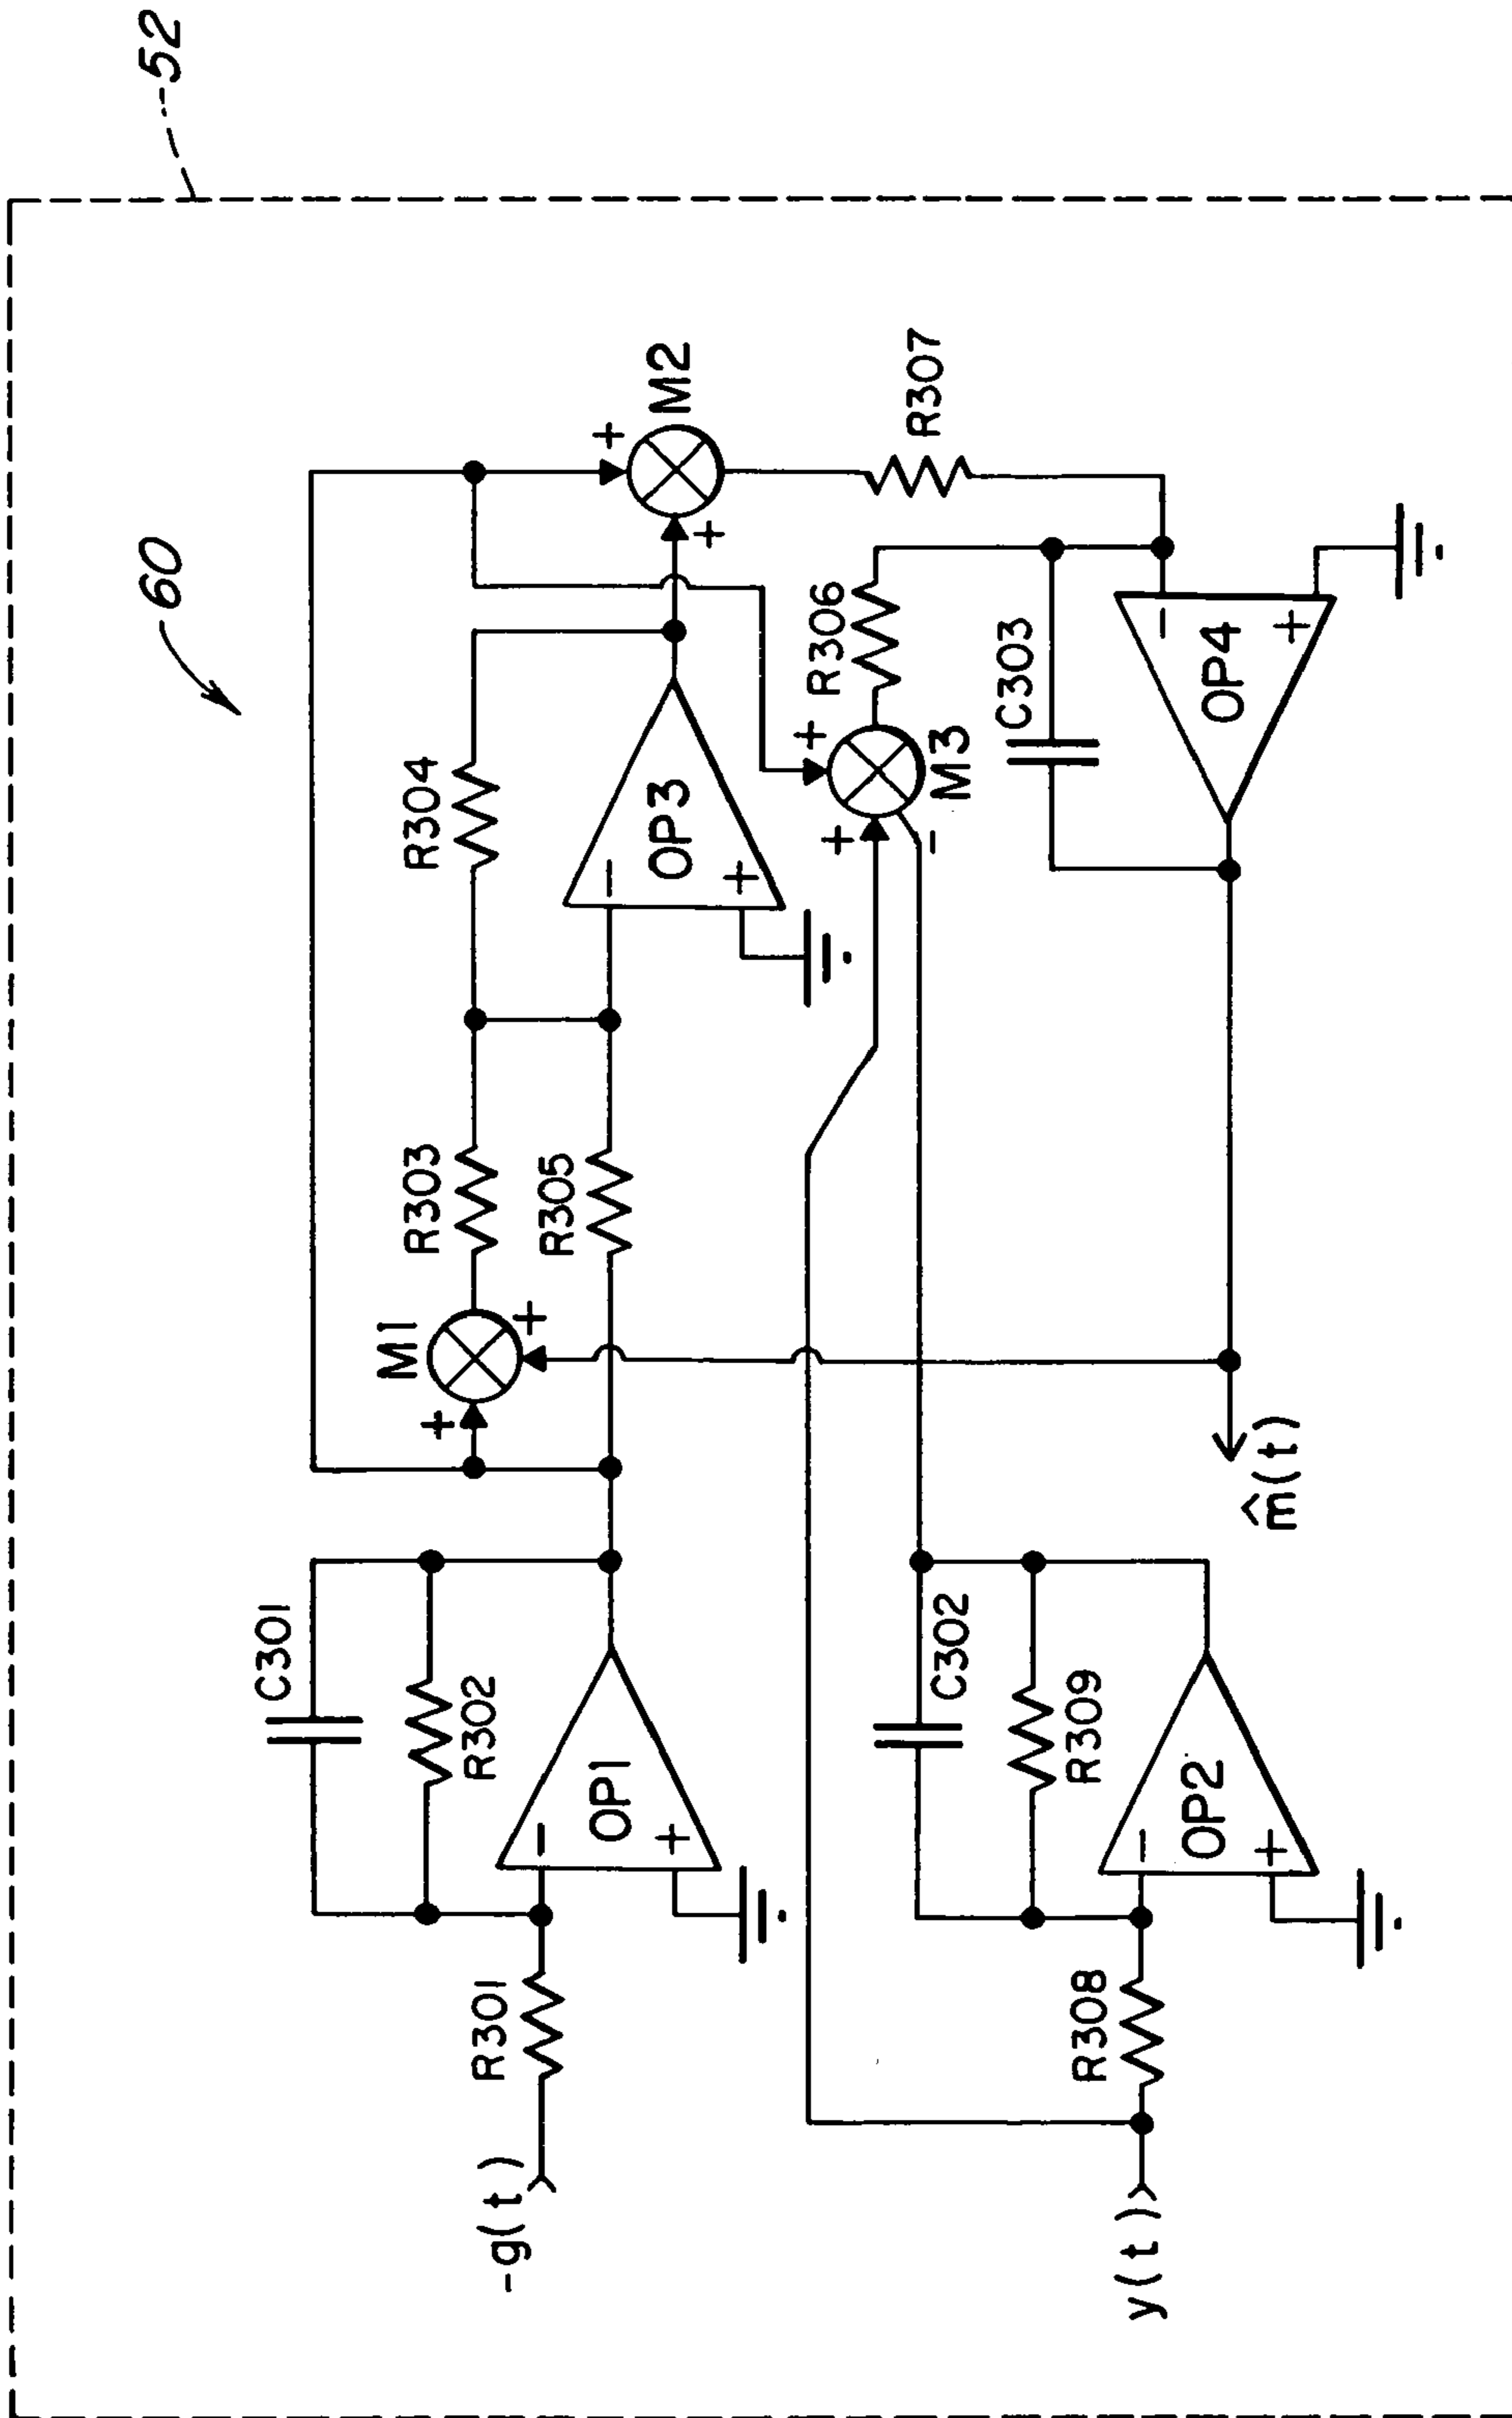 52
60
C301
R302
-g(t)
R301
OP1
-
+
M1
+
+
R303
R305
R304
OP3
-
+
M2
+
+
R307
R306
M3
+
+
-
C303
OP4
-
+
C302
R309
y(t)
R308
OP2
-
+
m̂(t)